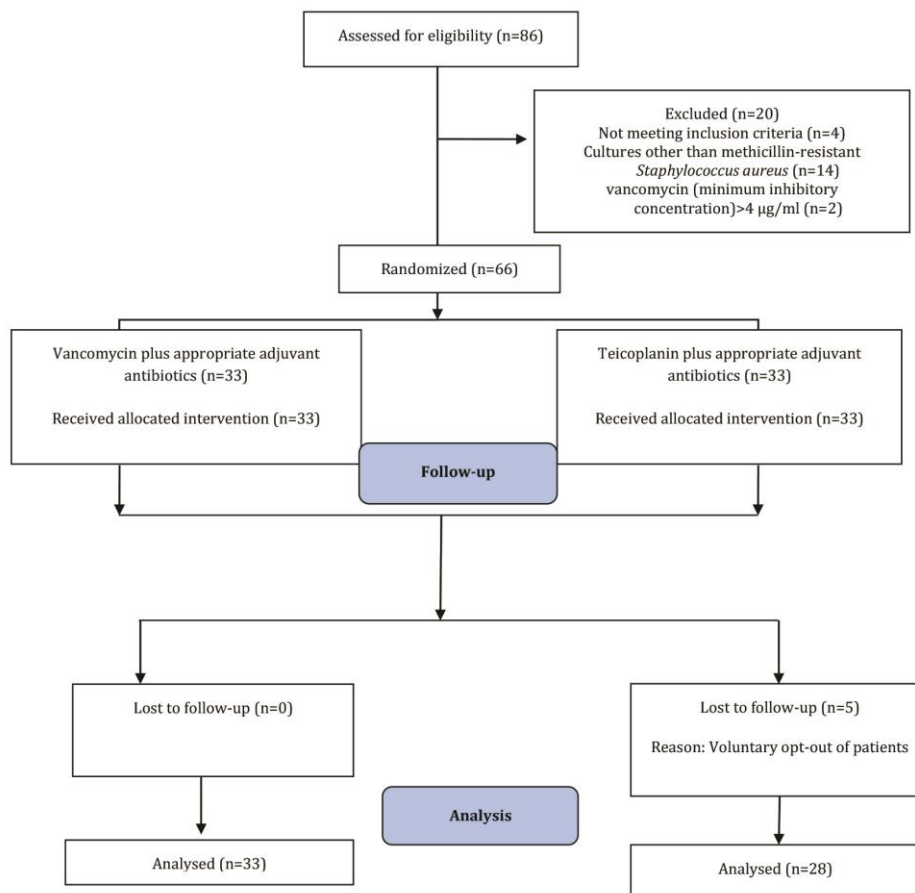 Assessed for eligibility (n=86)
Excluded (n=20)
Not meeting inclusion criteria (n=4)
Cultures other than methicillin-resistant
Staphylococcus aureus (n=14)
vancomycin (minimum inhibitory
concentration)>4 µg/ml (n=2)
Randomized (n=66)
Vancomycin plus appropriate adjuvant
antibiotics (n=33)
Received allocated intervention (n=33)
Teicoplanin plus appropriate adjuvant
antibiotics (n=33)
Received allocated intervention (n=33)
Follow-up
Lost to follow-up (n=0)
Lost to follow-up (n=5)
Reason: Voluntary opt-out of patients
Analysis
Analysed (n=33)
Analysed (n=28)